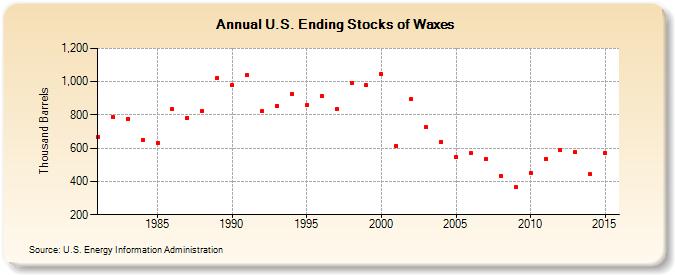 Annual U.S. Ending Stocks of Waxes
Thousand Barrels
1,200
1,000
800
600
400
200
1985 1990 1995 2000 2005 2010 2015
Source: U.S. Energy Information Administration